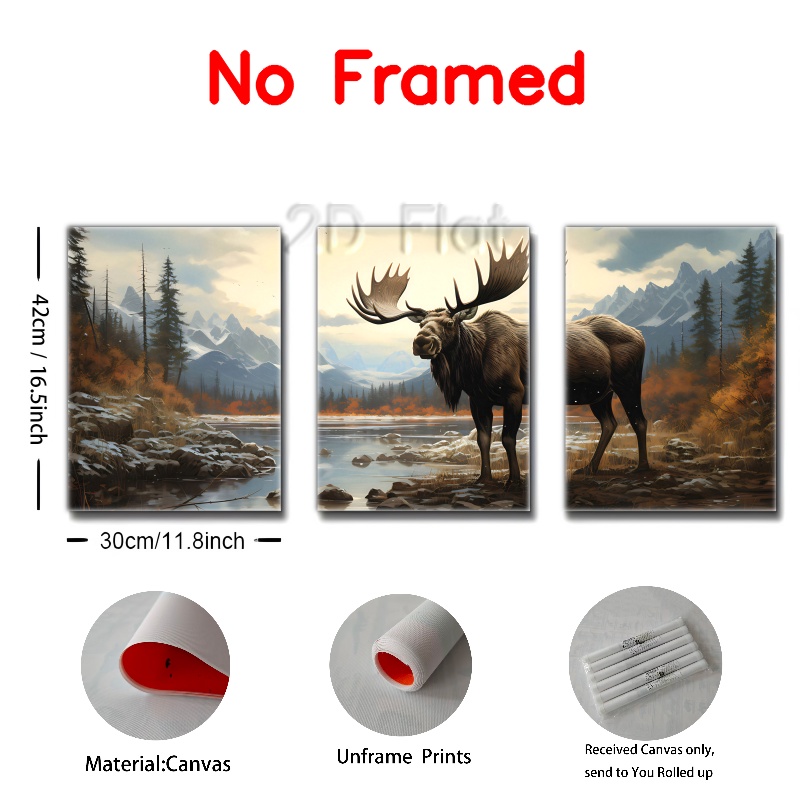 No Framed
2D Flat
42cm / 16.5inch
30cm/11.8inch
Material:Canvas
Unframe Prints
Received Canvas only,
send to You Rolled up